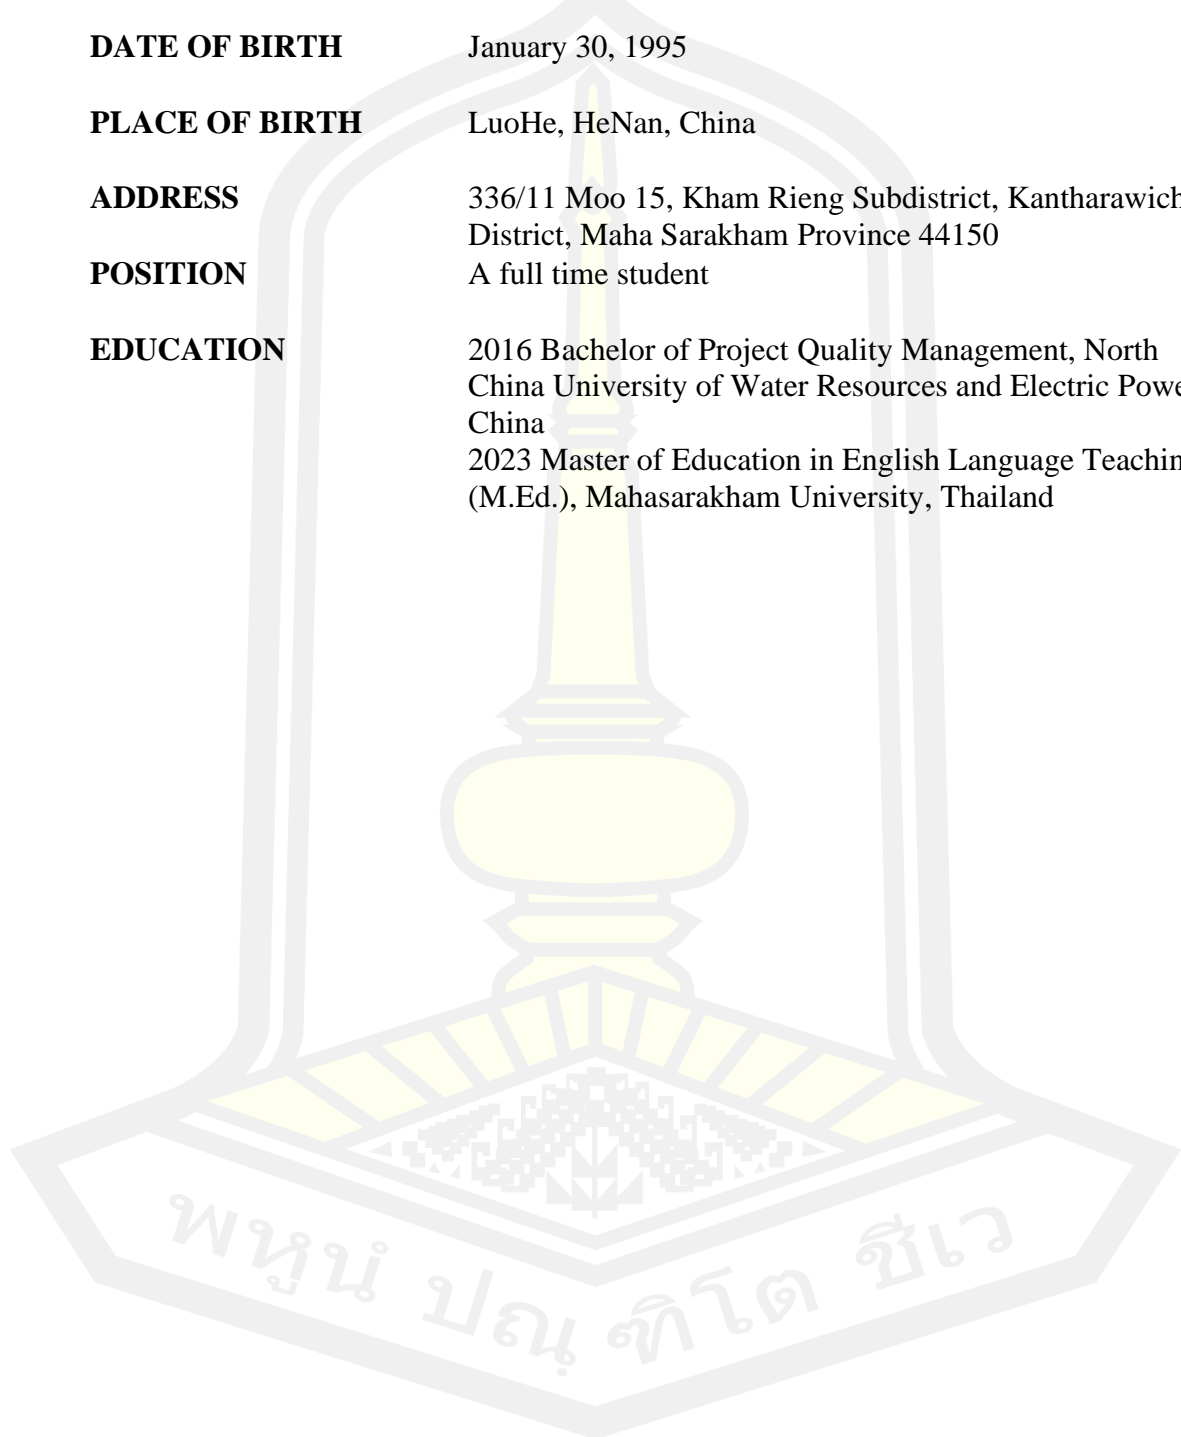 DATE OF BIRTH January 30, 1995
PLACE OF BIRTH LuoHe, HeNan, China
ADDRESS 336/11 Moo 15, Kham Rieng Subdistrict, Kantharawich
District, Maha Sarakham Province 44150
POSITION A full time student
EDUCATION 2016 Bachelor of Project Quality Management, North
China University of Water Resources and Electric Powe
China
2023 Master of Education in English Language Teachin
(M.Ed.), Mahasarakham University, Thailand
พหูนํ ปณฺฑิโต ชีเว